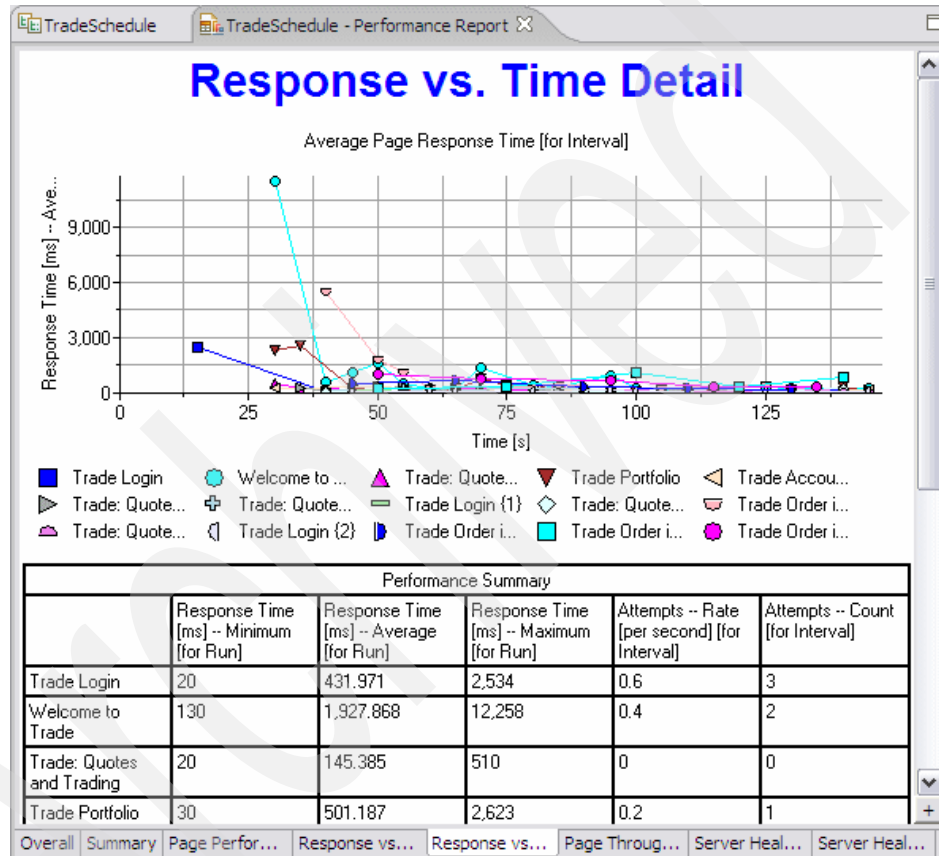 TradeSchedule
TradeSchedule - Performance Report
Response vs. Time Detail
Average Page Response Time [for Interval]
Response Time [ms] -- Ave...
9,000
6,000
3,000
0
0 25 50 75 100 125
Time [s]
Trade Login Welcome to ... Trade: Quote... Trade Portfolio Trade Accou...
Trade: Quote... Trade: Quote... Trade Login {1} Trade: Quote... Trade Order i...
Trade: Quote... Trade Login {2} Trade Order i... Trade Order i... Trade Order i...
Performance Summary
Response Time [ms] -- Minimum [for Run] Response Time [ms] -- Average [for Run] Response Time [ms] -- Maximum [for Run] Attempts -- Rate [per second] [for Interval] Attempts -- Count [for Interval]
Trade Login 20 431.971 2,534 0.6 3
Welcome to Trade 130 1,927.868 12,258 0.4 2
Trade: Quotes and Trading 20 145.385 510 0 0
Trade Portfolio 30 501.187 2,623 0.2 1
Overall Summary Page Perfor... Response vs... Response vs... Page Throug... Server Heal... Server Heal...
Archived